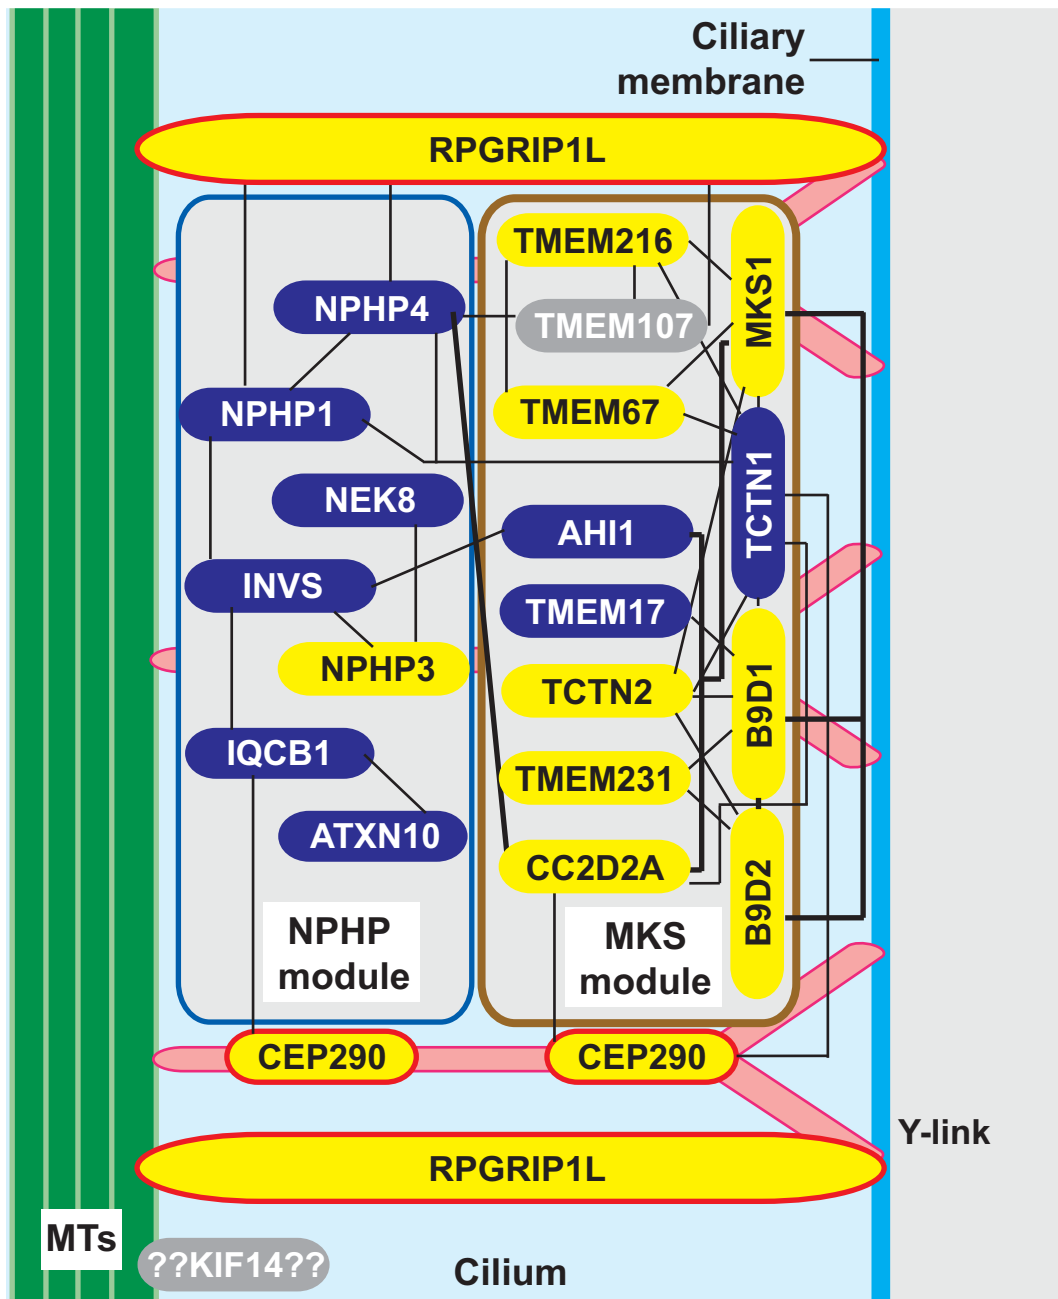 Ciliary
membrane
RPGRIP1L
TMEM216
MKS1
NPHP4
TMEM107
NPHP1
TMEM67
TCTN1
NEK8
AHI1
INVS
TMEM17
NPHP3
TCTN2
B9D1
IQCB1
TMEM231
ATXN10
CC2D2A
B9D2
NPHP
module
MKS
module
CEP290
CEP290
Y-link
RPGRIP1L
MTs
??KIF14??
Cilium